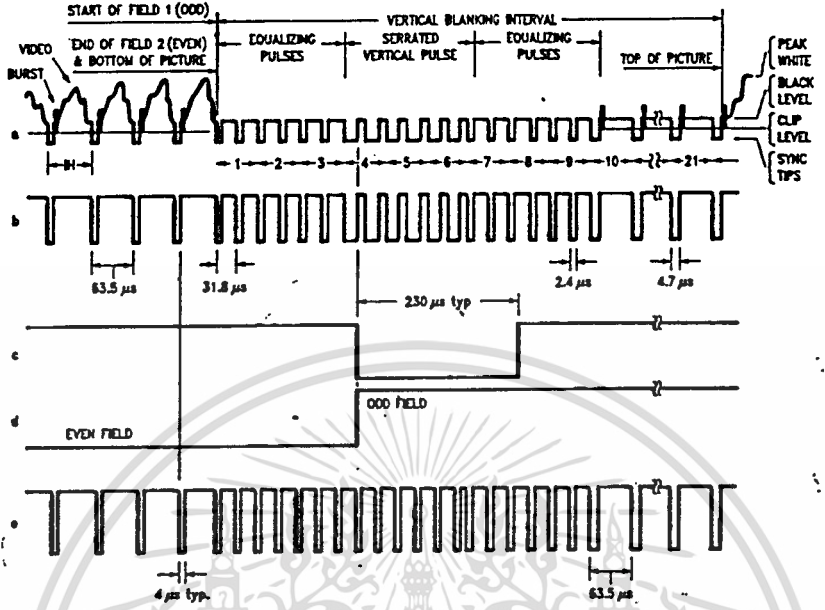 START OF FIELD 1 (ODD)
VERTICAL BLANKING INTERVAL
END OF FIELD 2 (EVEN)
& BOTTOM OF PICTURE
EQUALIZING
PULSES
SERRATED
VERTICAL PULSE
EQUALIZING
PULSES
TOP OF PICTURE
VIDEO
BURST
PEAK
WHITE
BLACK
LEVEL
CLIP
LEVEL
SYNC
TIPS
a
1H
1 2 3 4 5 6 7 8 9 10 21
b
63.5 µs
31.8 µs
2.4 µs
4.7 µs
230 µs typ
c
d
ODD FIELD
EVEN FIELD
e
4 µs typ.
63.5 µs